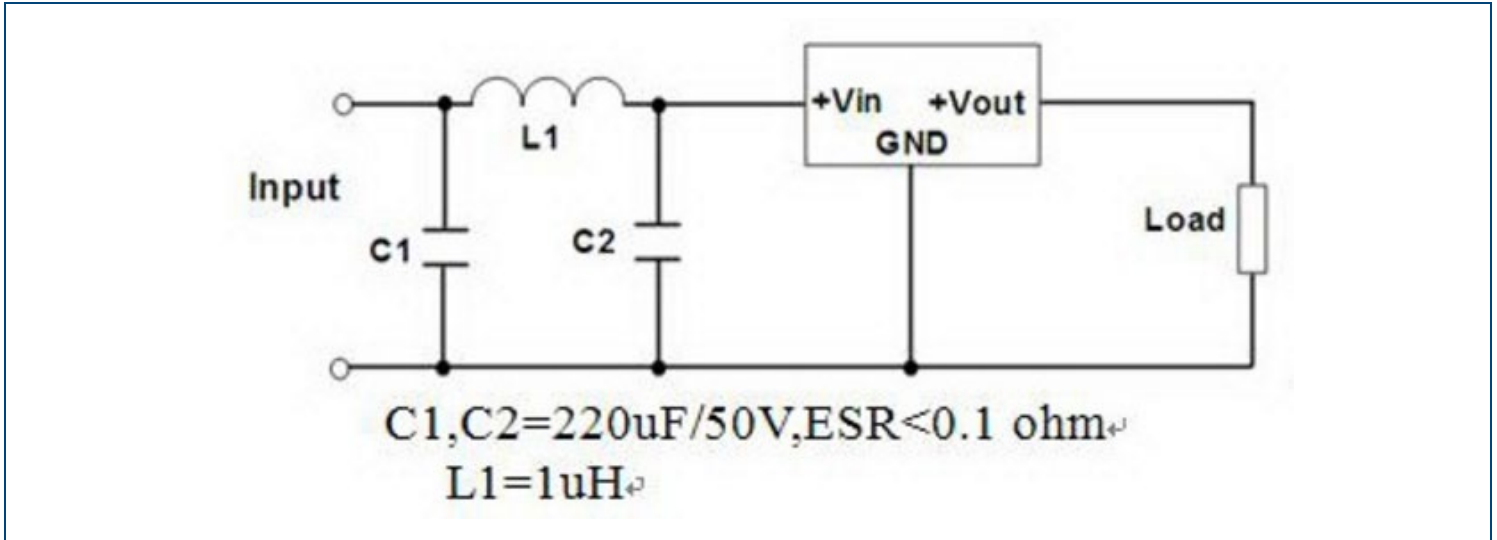 +Vin +Vout
L1
GND
Input
Load
C1
C2
C1,C2=220uF/50V,ESR<0.1 ohm↵
L1=1uH↵